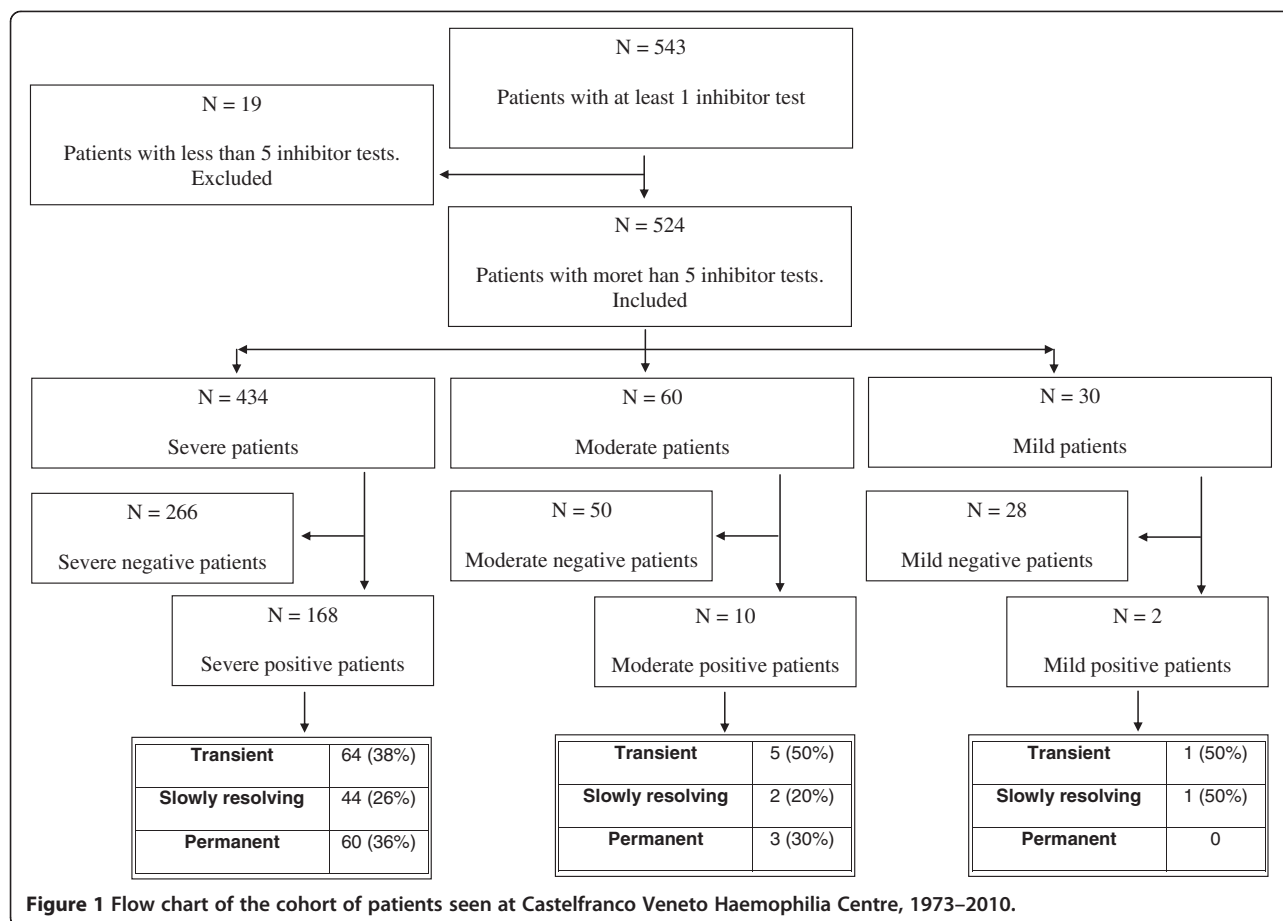 N = 543
Patients with at least 1 inhibitor test
N = 19
Patients with less than 5 inhibitor tests.
Excluded
N = 524
Patients with moret han 5 inhibitor tests.
Included
N = 434
Severe patients
N = 60
Moderate patients
N = 30
Mild patients
N = 266
Severe negative patients
N = 50
Moderate negative patients
N = 28
Mild negative patients
N = 168
Severe positive patients
N = 10
Moderate positive patients
N = 2
Mild positive patients
Transient 64 (38%)
Slowly resolving 44 (26%)
Permanent 60 (36%)
Transient 5 (50%)
Slowly resolving 2 (20%)
Permanent 3 (30%)
Transient 1 (50%)
Slowly resolving 1 (50%)
Permanent 0
Figure 1 Flow chart of the cohort of patients seen at Castelfranco Veneto Haemophilia Centre, 1973–2010.